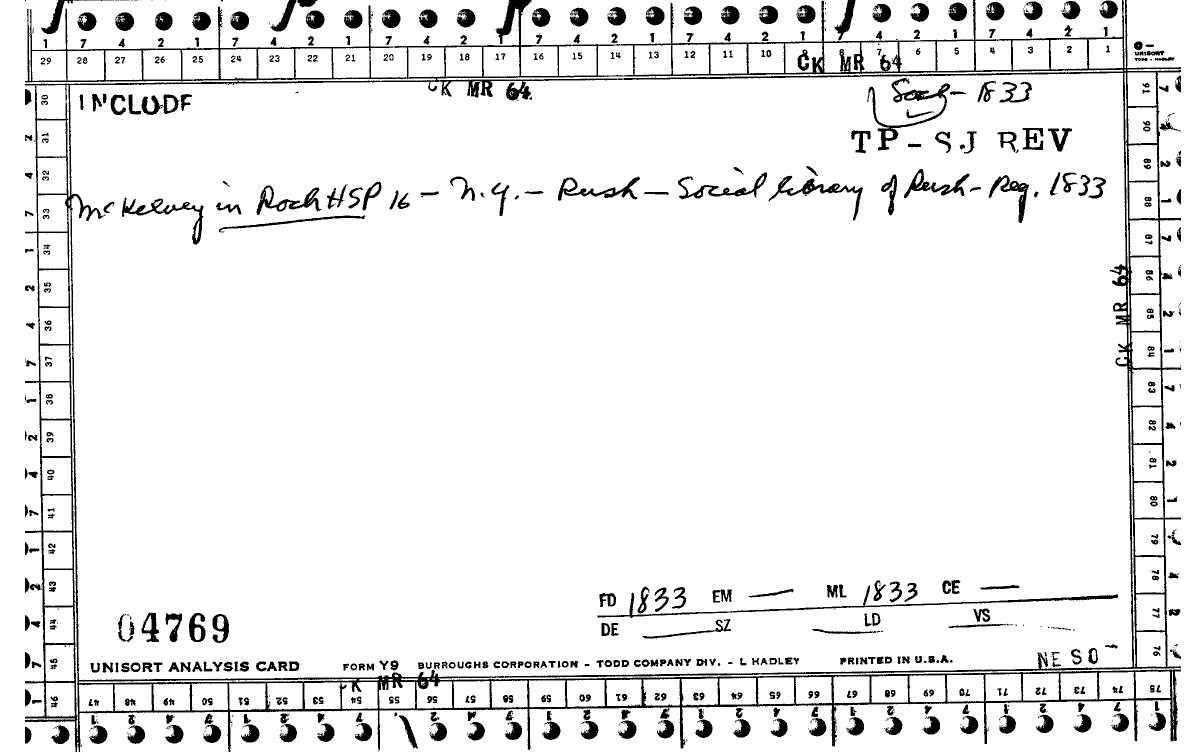 7 4 2 1 7 4 2 1 7 4 2 1 7 4 2 1 7 4 2 1 7 4 2 1 7 4 2 1
29 28 27 26 25 24 23 22 21 20 19 18 17 16 15 14 13 12 11 10 9 8 7 6 5 4 3 2 1
UNISORT
TODD - HADLEY
CK MR 64
CK MR 64
INCLUDE
Soc - 1833
TP - SJ REV
McKelvey in Roch HSP 16 - N.Y. - Rush - Social Library of Rush - Reg. 1833
30 31 32 33 34 35 36 37 38 39 40 41 42 43 44 45 46
91 90 89 88 87 86 85 84 83 82 81 80 79 78 77 76 75
CK MR 64
FD 1833 EM — ML 1833 CE —
DE SZ LD VS
04769
UNISORT ANALYSIS CARD FORM Y9 BURROUGHS CORPORATION - TODD COMPANY DIV. - L HADLEY PRINTED IN U.S.A. NE SO -
CK MR 64
47 48 49 50 51 52 53 54 55 56 57 58 59 60 61 62 63 64 65 66 67 68 69 70 71 72 73 74